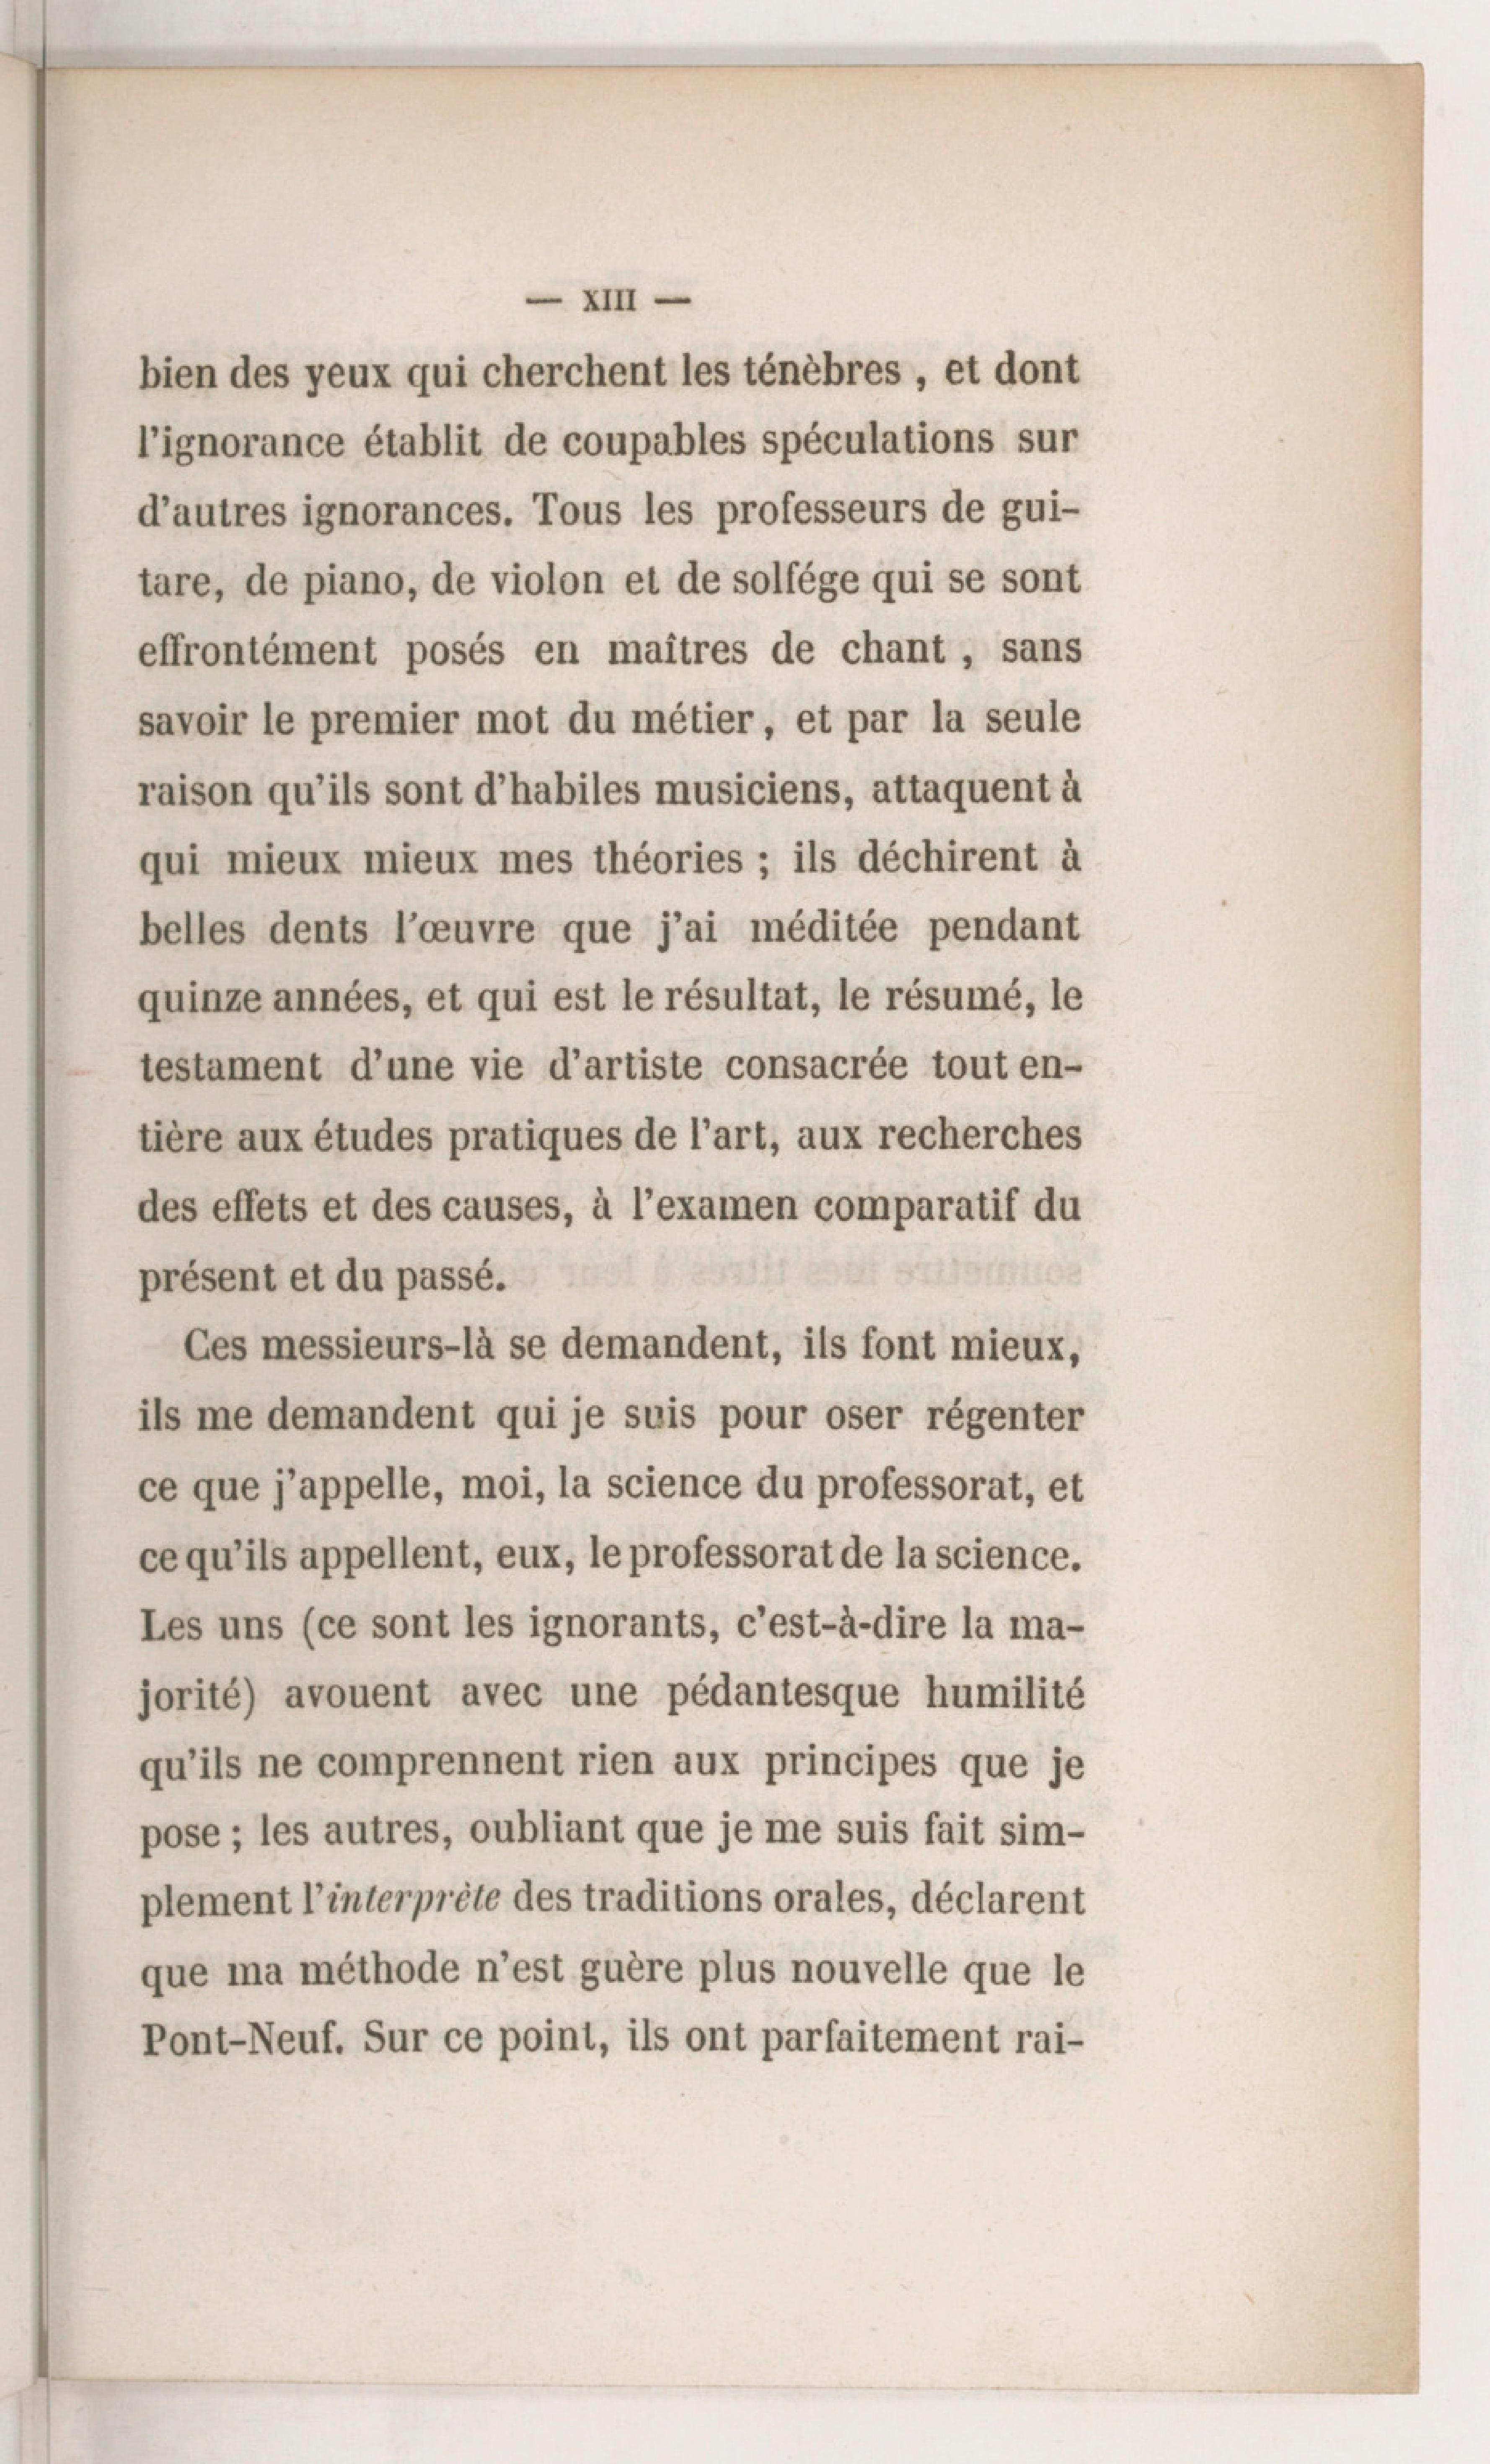 — XIII —
bien des yeux qui cherchent les ténèbres , et dont
l'ignorance établit de coupables spéculations sur
d'autres ignorances. Tous les professeurs de gui-
tare, de piano, de violon et de solfége qui se sont
effrontément posés en maîtres de chant , sans
savoir le premier mot du métier , et par la seule
raison qu'ils sont d'habiles musiciens, attaquent à
qui mieux mieux mes théories ; ils déchirent à
belles dents l'œuvre que j'ai méditée pendant
quinze années, et qui est le résultat, le résumé, le
testament d'une vie d'artiste consacrée tout en-
tière aux études pratiques de l'art, aux recherches
des effets et des causes, à l'examen comparatif du
présent et du passé.
Ces messieurs-là se demandent, ils font mieux,
ils me demandent qui je suis pour oser régenter
ce que j'appelle, moi, la science du professorat, et
ce qu'ils appellent, eux, le professorat de la science.
Les uns (ce sont les ignorants, c'est-à-dire la ma-
jorité) avouent avec une pédantesque humilité
qu'ils ne comprennent rien aux principes que je
pose ; les autres, oubliant que je me suis fait sim-
plement l'interprète des traditions orales, déclarent
que ma méthode n'est guère plus nouvelle que le
Pont-Neuf. Sur ce point, ils ont parfaitement rai-